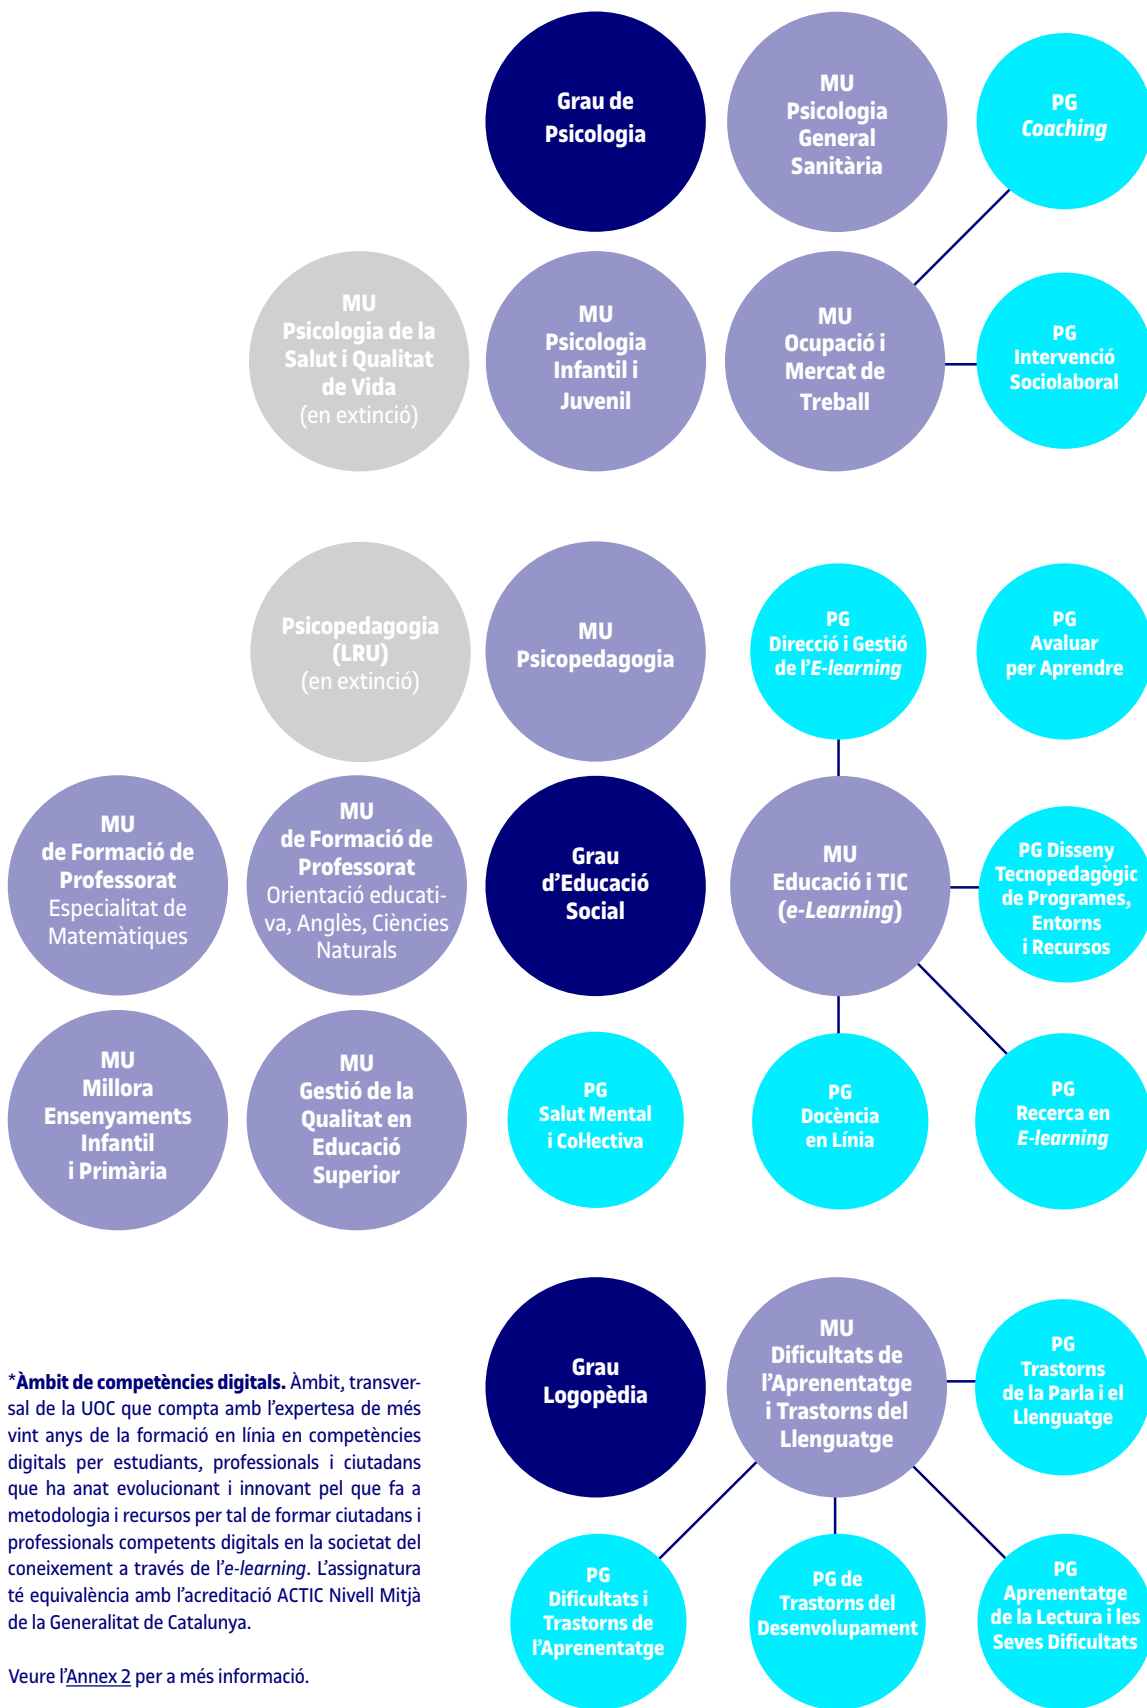 Grau de
Psicologia
MU
Psicologia
General
Sanitària
PG
Coaching
MU
Psicologia de la
Salut i Qualitat
de Vida
(en extinció)
MU
Psicologia
Infantil i
Juvenil
MU
Ocupació i
Mercat de
Treball
PG
Intervenció
Sociolaboral
Psicopedagogia
(LRU)
(en extinció)
MU
Psicopedagogia
PG
Direcció i Gestió
de l'E-learning
PG
Avaluar
per Aprendre
MU
de Formació de
Professorat
Especialitat de
Matemàtiques
MU
de Formació de
Professorat
Orientació educati-
va, Anglès, Ciències
Naturals
Grau
d'Educació
Social
MU
Educació i TIC
(e-Learning)
PG Disseny
Tecnopedagògic
de Programes,
Entorns
i Recursos
MU
Millora
Ensenyaments
Infantil
i Primària
MU
Gestió de la
Qualitat en
Educació
Superior
PG
Salut Mental
i Col·lectiva
PG
Docència
en Línia
PG
Recerca en
E-learning
Grau
Logopèdia
MU
Dificultats de
l'Aprenentatge
i Trastorns del
Llenguatge
PG
Trastorns
de la Parla i el
Llenguatge
PG
Dificultats i
Trastorns de
l'Aprenentatge
PG de
Trastorns del
Desenvolupament
PG
Aprenentatge
de la Lectura i les
Seves Dificultats
*Àmbit de competències digitals. Àmbit, transver-
sal de la UOC que compta amb l'expertesa de més
vint anys de la formació en línia en competències
digitals per estudiants, professionals i ciutadans
que ha anat evolucionant i innovant pel que fa a
metodologia i recursos per tal de formar ciutadans i
professionals competents digitals en la societat del
coneixement a través de l'e-learning. L'assignatura
té equivalència amb l'acreditació ACTIC Nivell Mitjà
de la Generalitat de Catalunya.
Veure l'Annex 2 per a més informació.